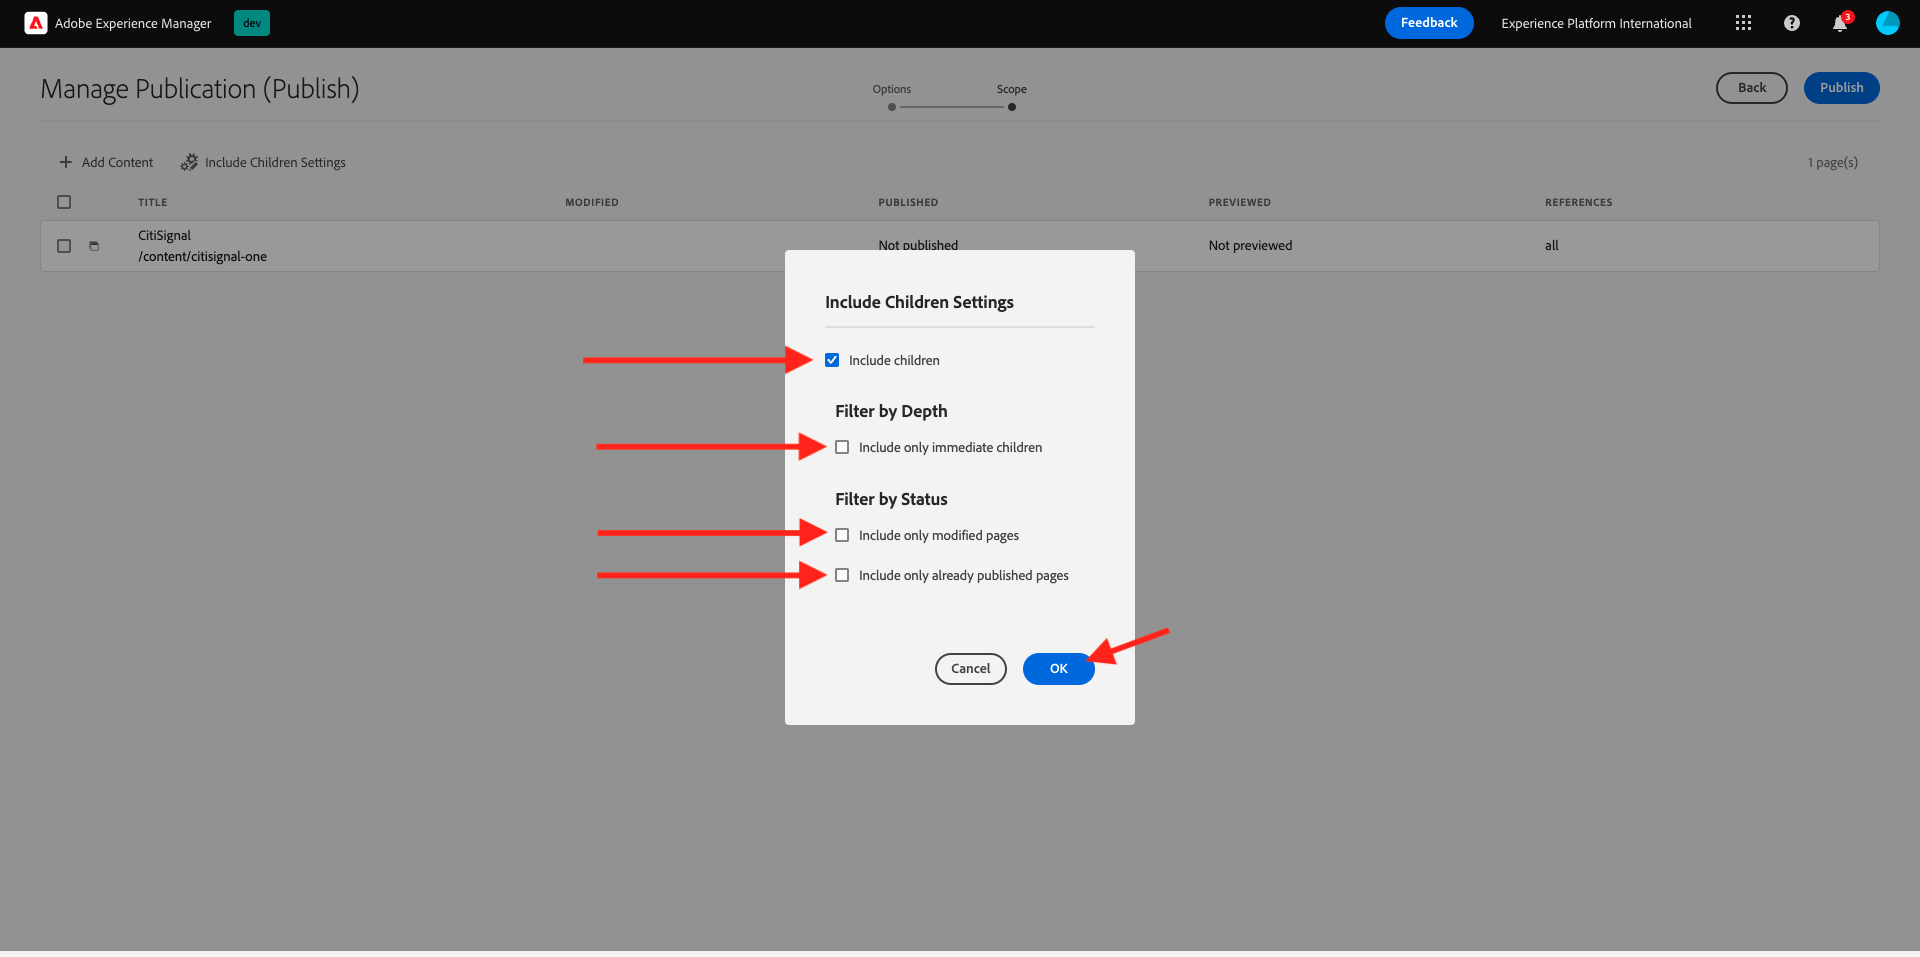 Adobe Experience Manager
dev
Feedback
Experience Platform International
3
Manage Publication (Publish)
Options
Scope
Back
Publish
Add Content
Include Children Settings
1 page(s)
TITLE
MODIFIED
PUBLISHED
PREVIEWED
REFERENCES
CitiSignal
/content/citisignal-one
Not published
Not previewed
all
Include Children Settings
Include children
Filter by Depth
Include only immediate children
Filter by Status
Include only modified pages
Include only already published pages
Cancel
OK